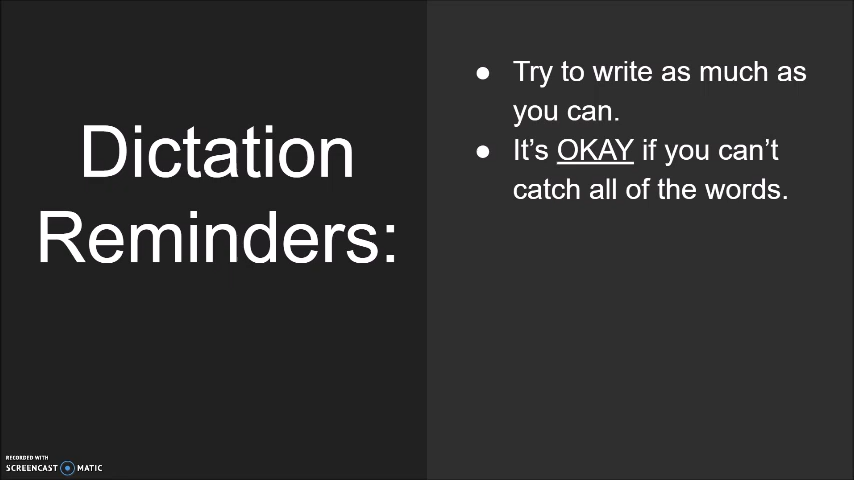 Dictation
Reminders:
● Try to write as much as
you can.
● It's OKAY if you can't
catch all of the words.
RECORDED WITH
SCREENCAST MATIC